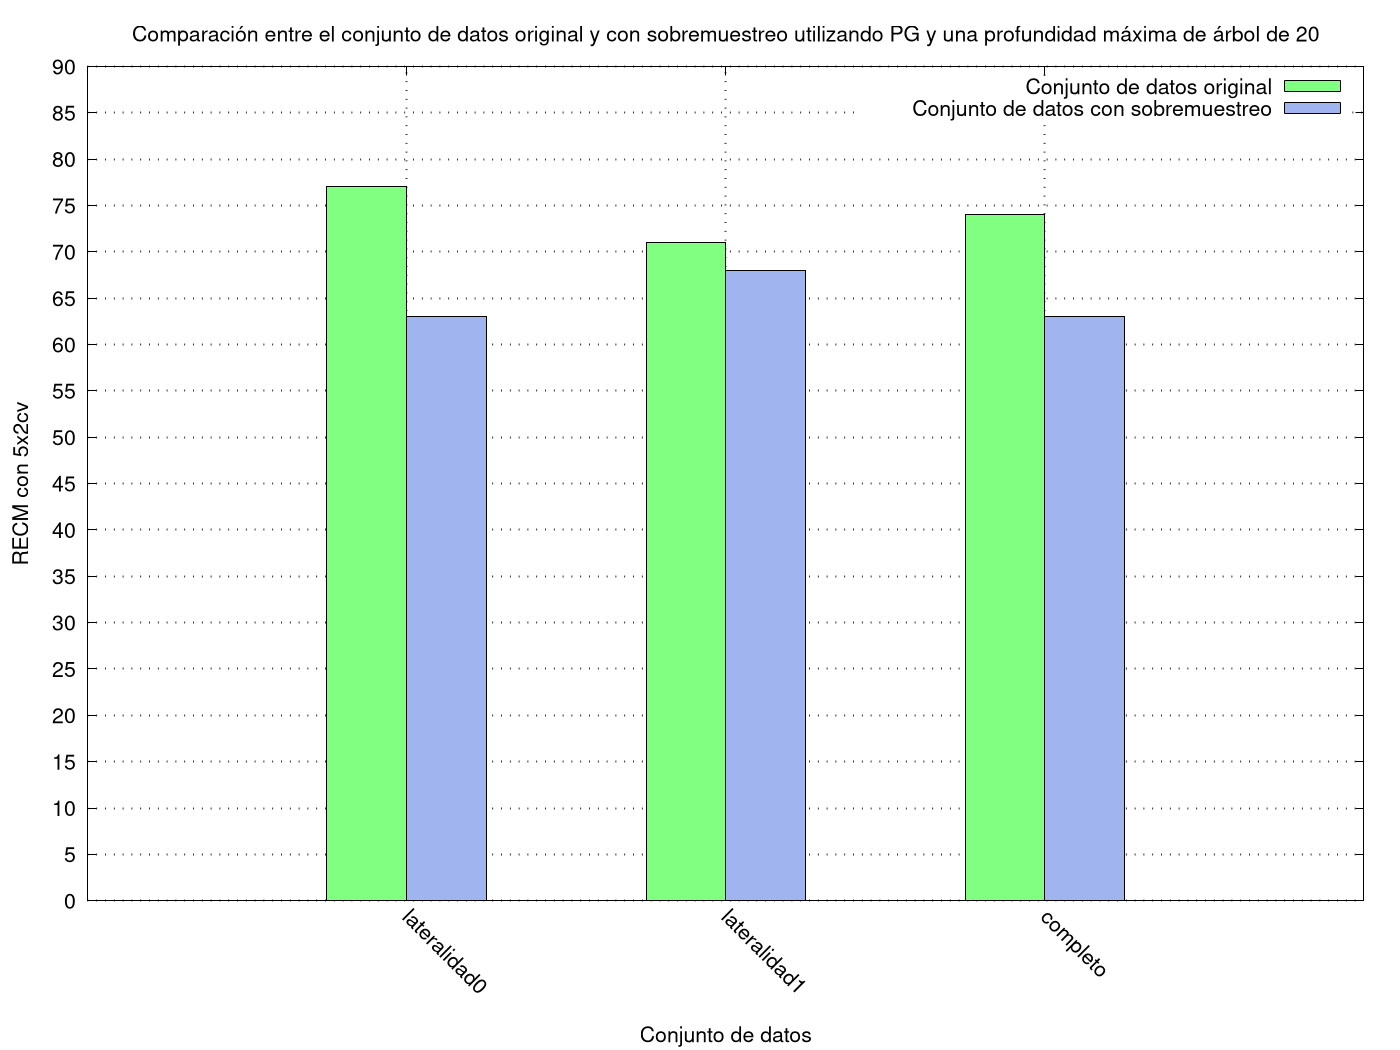 Comparación entre el conjunto de datos original y con sobremuestreo utilizando PG y una profundidad máxima de árbol de 20
90
85
80
75
70
65
60
55
50
45
40
35
30
25
20
15
10
5
0
RECM con 5x2cv
Conjunto de datos original
Conjunto de datos con sobremuestreo
lateralidad0
lateralidad1
completo
Conjunto de datos